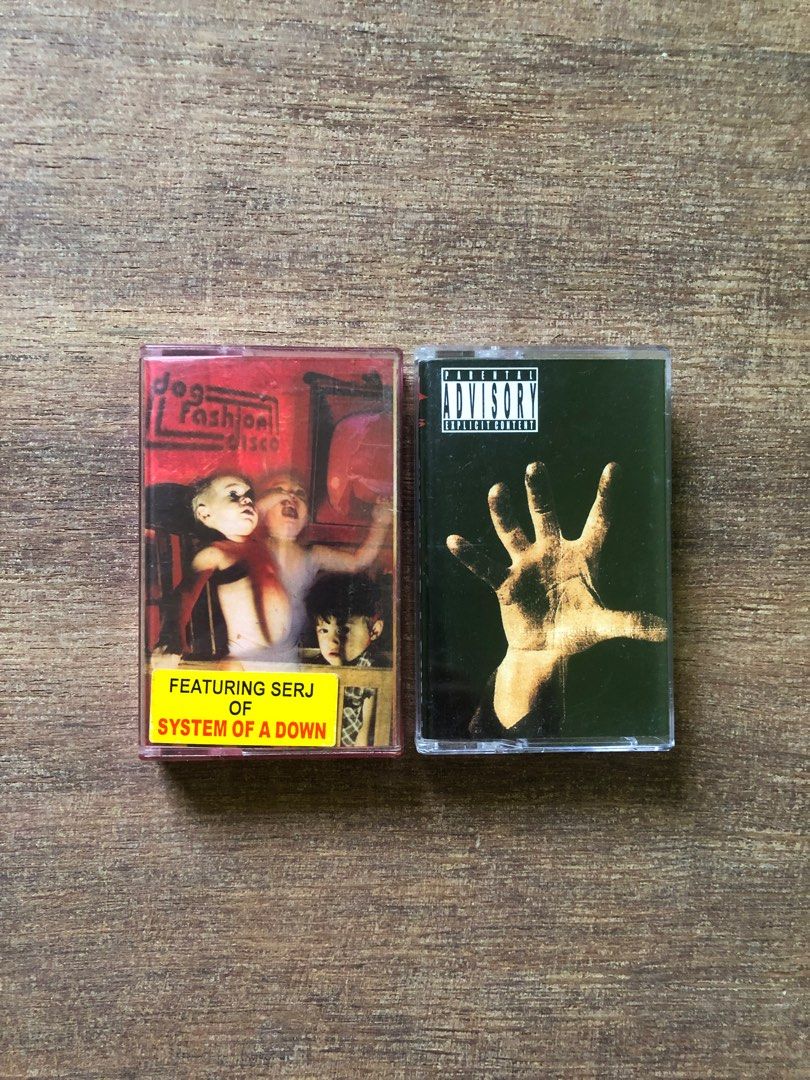 dog
fashion
disco
FEATURING SERJ
OF
SYSTEM OF A DOWN
PARENTAL
ADVISORY
EXPLICIT CONTENT